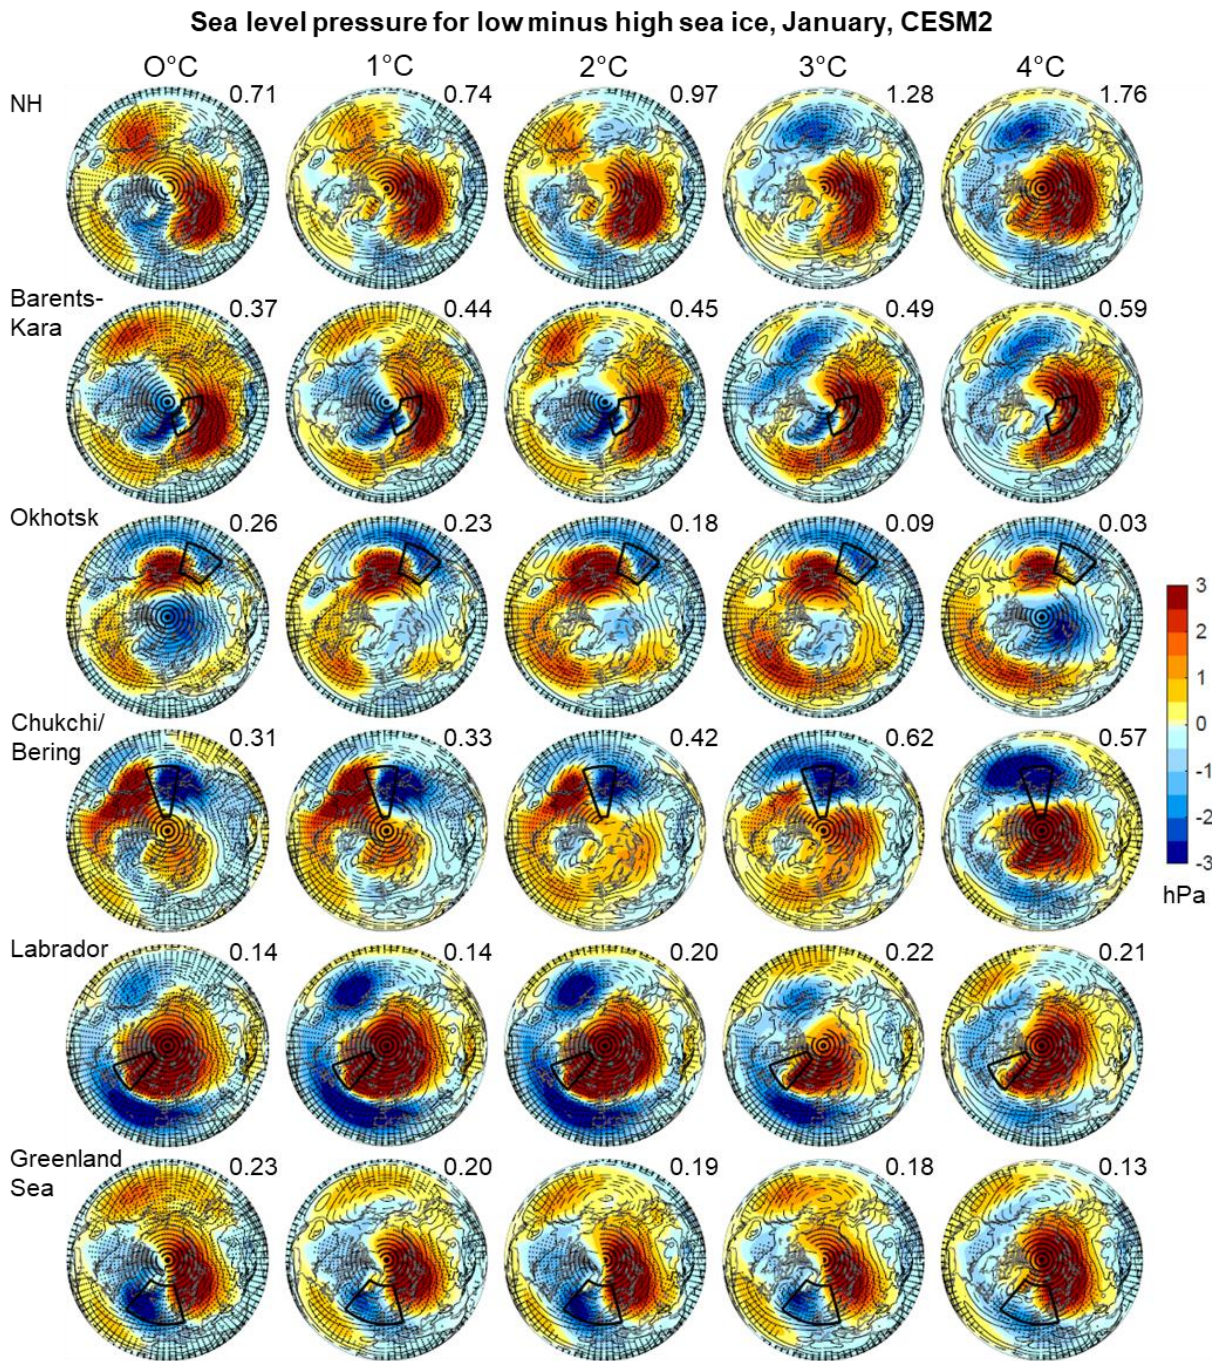 Sea level pressure for low minus high sea ice, January, CESM2
O°C 1°C 2°C 3°C 4°C
NH 0.71 0.74 0.97 1.28 1.76
Barents-
Kara 0.37 0.44 0.45 0.49 0.59
Okhotsk 0.26 0.23 0.18 0.09 0.03
Chukchi/
Bering 0.31 0.33 0.42 0.62 0.57
Labrador 0.14 0.14 0.20 0.22 0.21
Greenland
Sea 0.23 0.20 0.19 0.18 0.13
3
2
1
0
-1
-2
-3
hPa